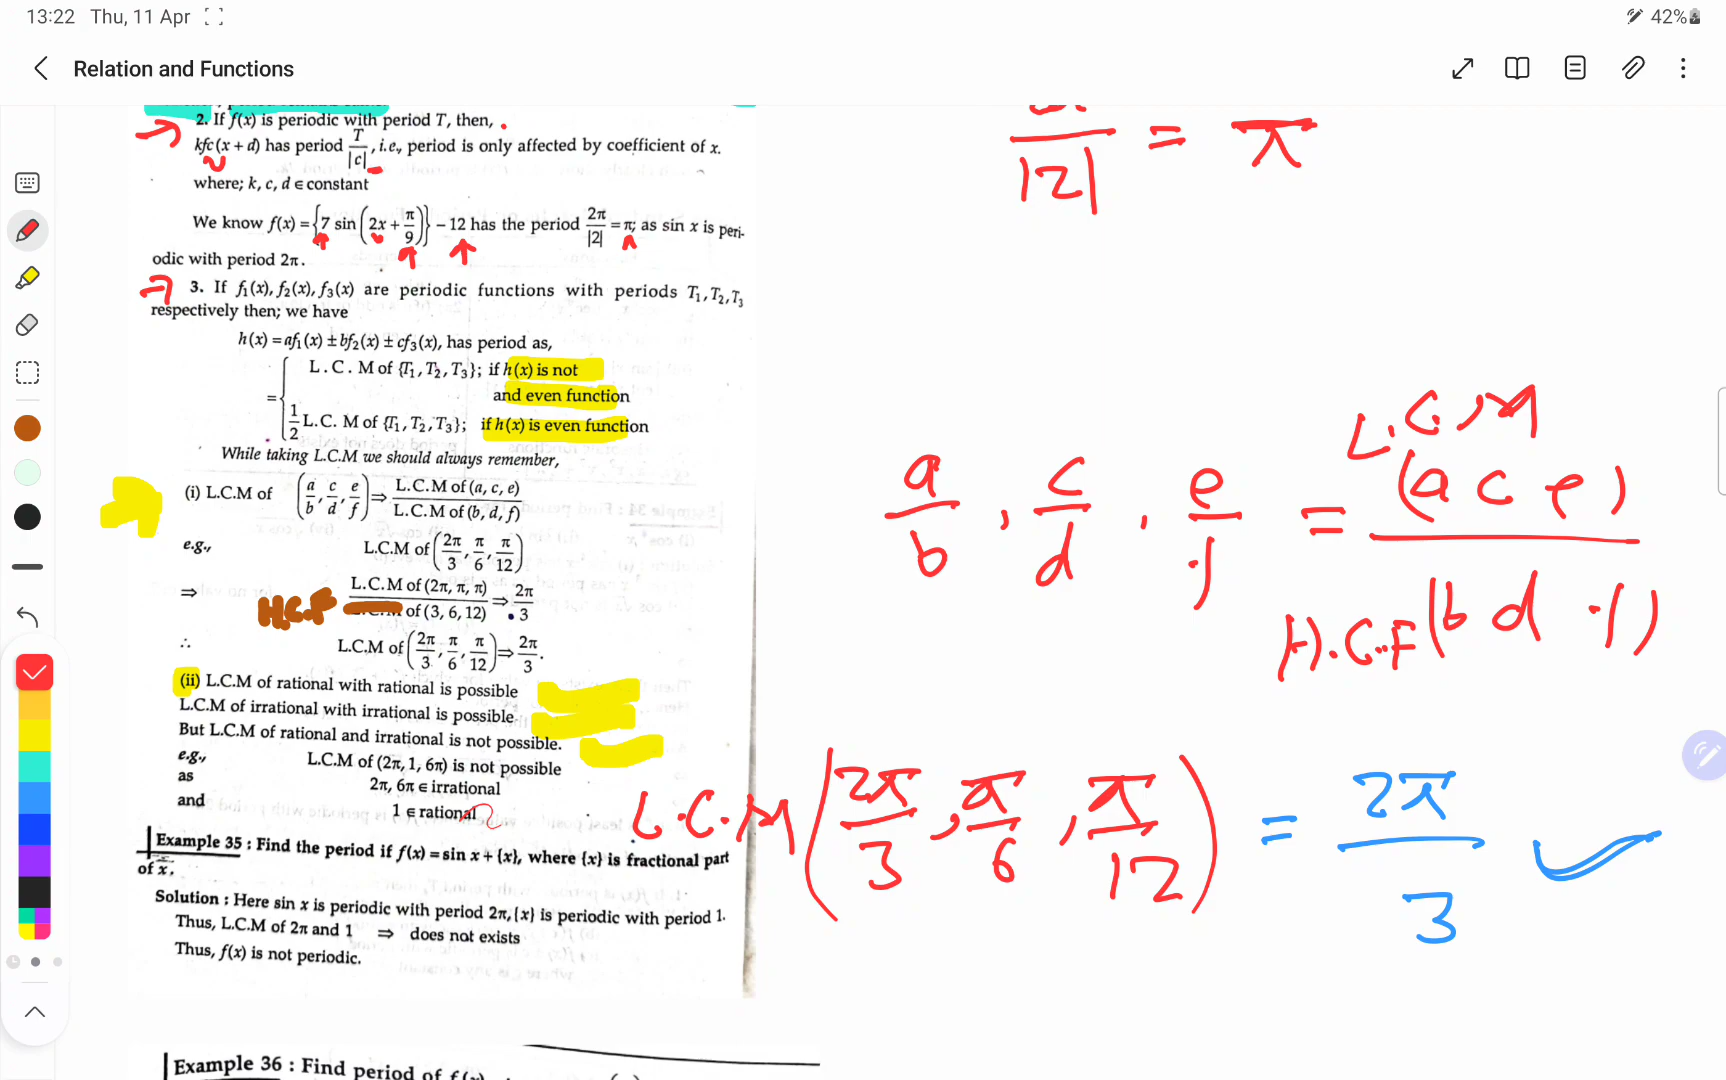 13:22 Thu, 11 Apr
42%
Relation and Functions
2. If f(x) is periodic with period T, then,
kfc(x + d) has period T/|c|, i.e., period is only affected by coefficient of x.
where; k, c, d ∈ constant
We know f(x) = {7 sin (2x + π/9)} − 12 has the period 2π/|2| = π; as sin x is peri-
odic with period 2π.
3. If f₁(x), f₂(x), f₃(x) are periodic functions with periods T₁, T₂, T₃
respectively then; we have
h(x) = af₁(x) ± bf₂(x) ± cf₃(x), has period as,
= { L.C.M of {T₁, T₂, T₃}; if h(x) is not
and even function
1/2 L.C. M of {T₁, T₂, T₃}; if h(x) is even function
While taking L.C.M we should always remember,
(i) L.C.M of (a/b, c/d, e/f) ⇒ L.C.M of (a, c, e) / L.C.M of (b, d, f)
e.g., L.C.M of (2π/3, π/6, π/12)
⇒ L.C.M of (2π, π, π) / H.C.F of (3, 6, 12) ⇒ 2π/3
∴ L.C.M of (2π/3, π/6, π/12) ⇒ 2π/3.
(ii) L.C.M of rational with rational is possible
L.C.M of irrational with irrational is possible
But L.C.M of rational and irrational is not possible.
e.g., L.C.M of (2π, 1, 6π) is not possible
as 2π, 6π ∈ irrational
and 1 ∈ rational
Example 35 : Find the period if f(x) = sin x + {x}, where {x} is fractional part
of x.
Solution : Here sin x is periodic with period 2π, {x} is periodic with period 1.
Thus, L.C.M of 2π and 1 ⇒ does not exists
Thus, f(x) is not periodic.
Example 36 : Find period of
|2| = π
a/b , c/d , e/f = L.C.M (a c e) / H.C.F (b d f)
L.C.M (2π/3, π/6, π/12) = 2π/3